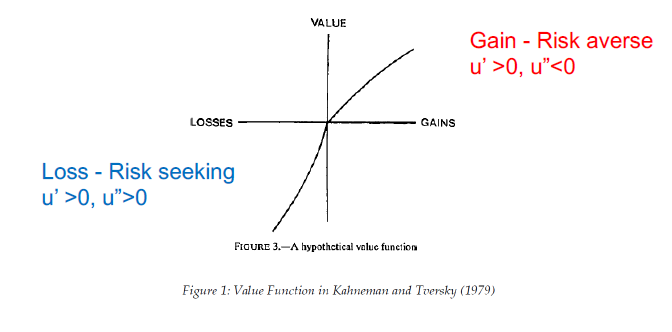 VALUE
Gain - Risk averse
u’ >0, u”<0
LOSSES
GAINS
Loss - Risk seeking
u’ >0, u”>0
FIGURE 3.—A hypothetical value function
Figure 1: Value Function in Kahneman and Tversky (1979)